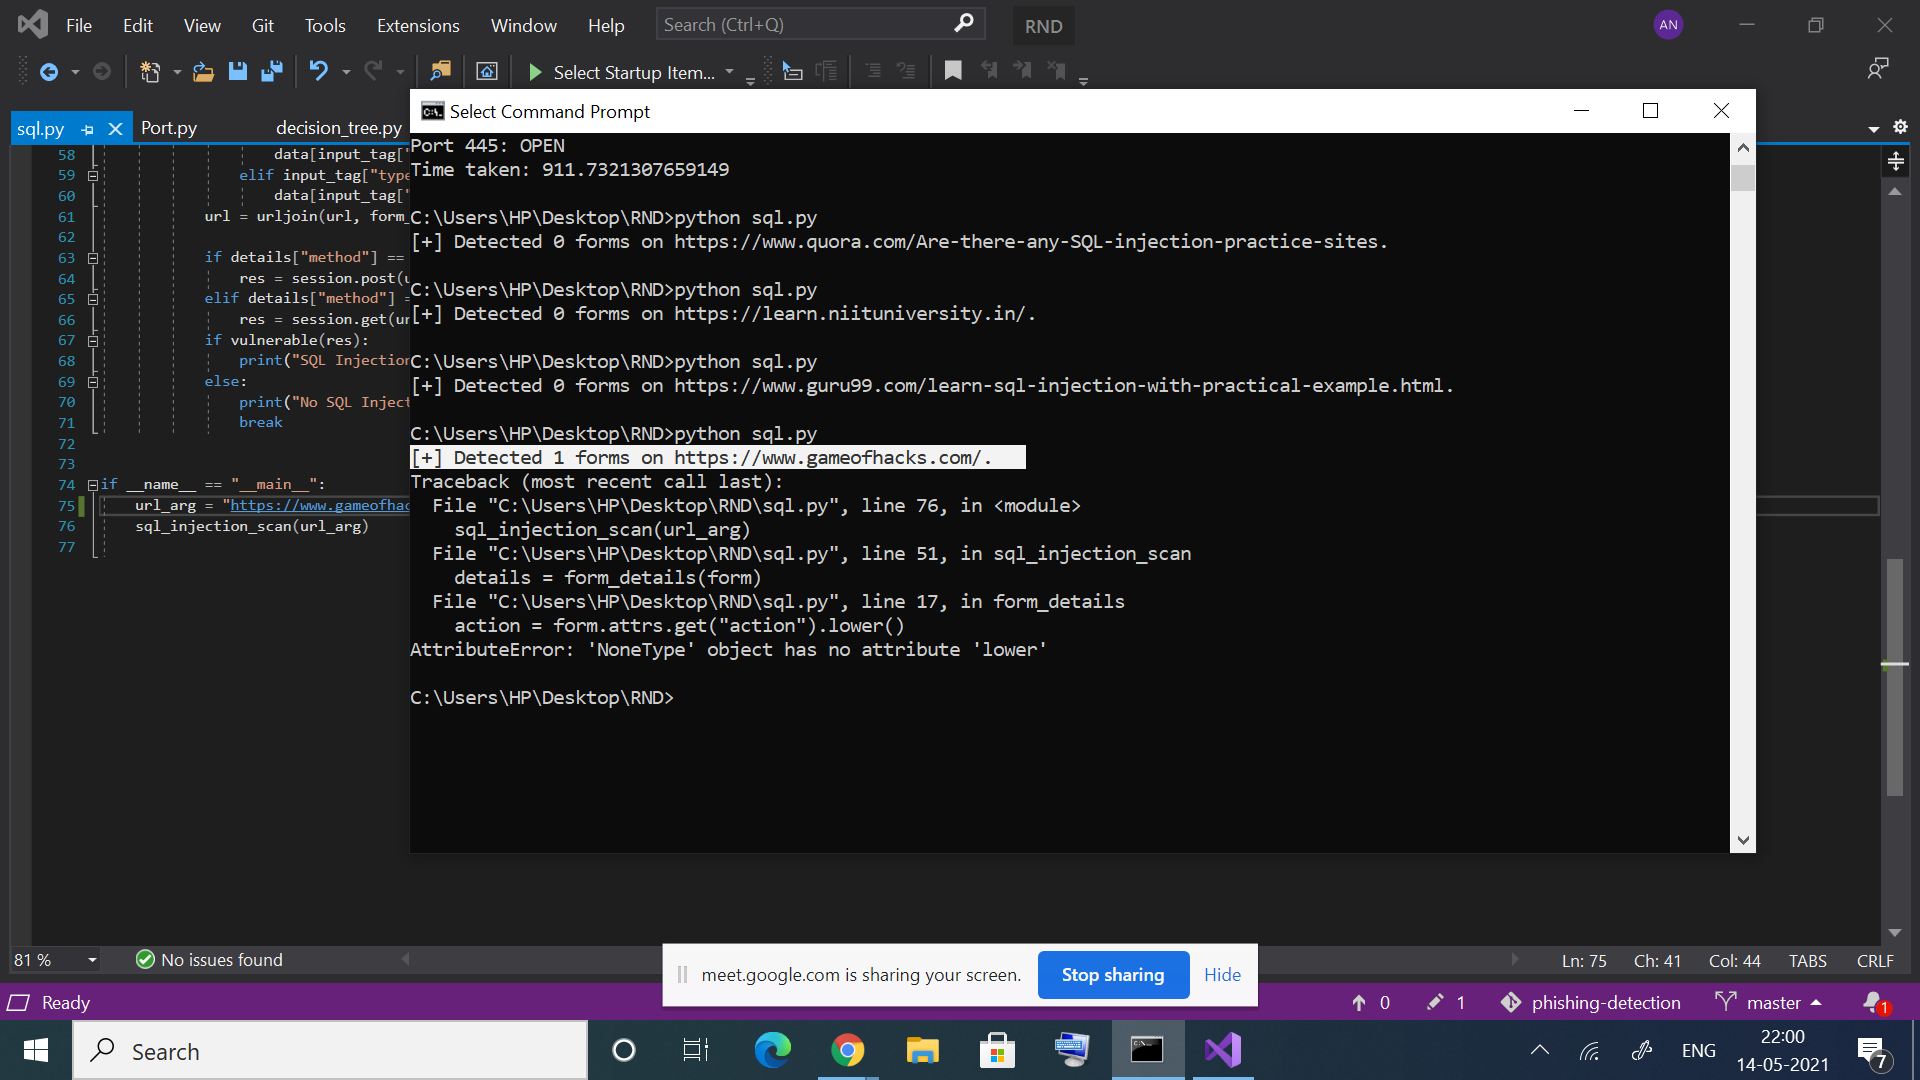 File Edit View Git Tools Extensions Window Help Search (Ctrl+Q) RND AN
Select Startup Item...
sql.py Port.py decision_tree.py
58 data[input_tag["
59 elif input_tag["type
60 data[input_tag["
61 url = urljoin(url, form_
62
63 if details["method"] ==
64 res = session.post(u
65 elif details["method"] =
66 res = session.get(ur
67 if vulnerable(res):
68 print("SQL Injection
69 else:
70 print("No SQL Inject
71 break
72
73
74 if __name__ == "__main__":
75 url_arg = "https://www.gameofhac
76 sql_injection_scan(url_arg)
77
Select Command Prompt
Port 445: OPEN
Time taken: 911.7321307659149
C:\Users\HP\Desktop\RND>python sql.py
[+] Detected 0 forms on https://www.quora.com/Are-there-any-SQL-injection-practice-sites.
C:\Users\HP\Desktop\RND>python sql.py
[+] Detected 0 forms on https://learn.niituniversity.in/.
C:\Users\HP\Desktop\RND>python sql.py
[+] Detected 0 forms on https://www.guru99.com/learn-sql-injection-with-practical-example.html.
C:\Users\HP\Desktop\RND>python sql.py
[+] Detected 1 forms on https://www.gameofhacks.com/.
Traceback (most recent call last):
File "C:\Users\HP\Desktop\RND\sql.py", line 76, in <module>
sql_injection_scan(url_arg)
File "C:\Users\HP\Desktop\RND\sql.py", line 51, in sql_injection_scan
details = form_details(form)
File "C:\Users\HP\Desktop\RND\sql.py", line 17, in form_details
action = form.attrs.get("action").lower()
AttributeError: 'NoneType' object has no attribute 'lower'
C:\Users\HP\Desktop\RND>
81 % No issues found Ln: 75 Ch: 41 Col: 44 TABS CRLF
meet.google.com is sharing your screen. Stop sharing Hide
Ready 0 1 phishing-detection master 1
Search ENG 22:00
14-05-2021 7